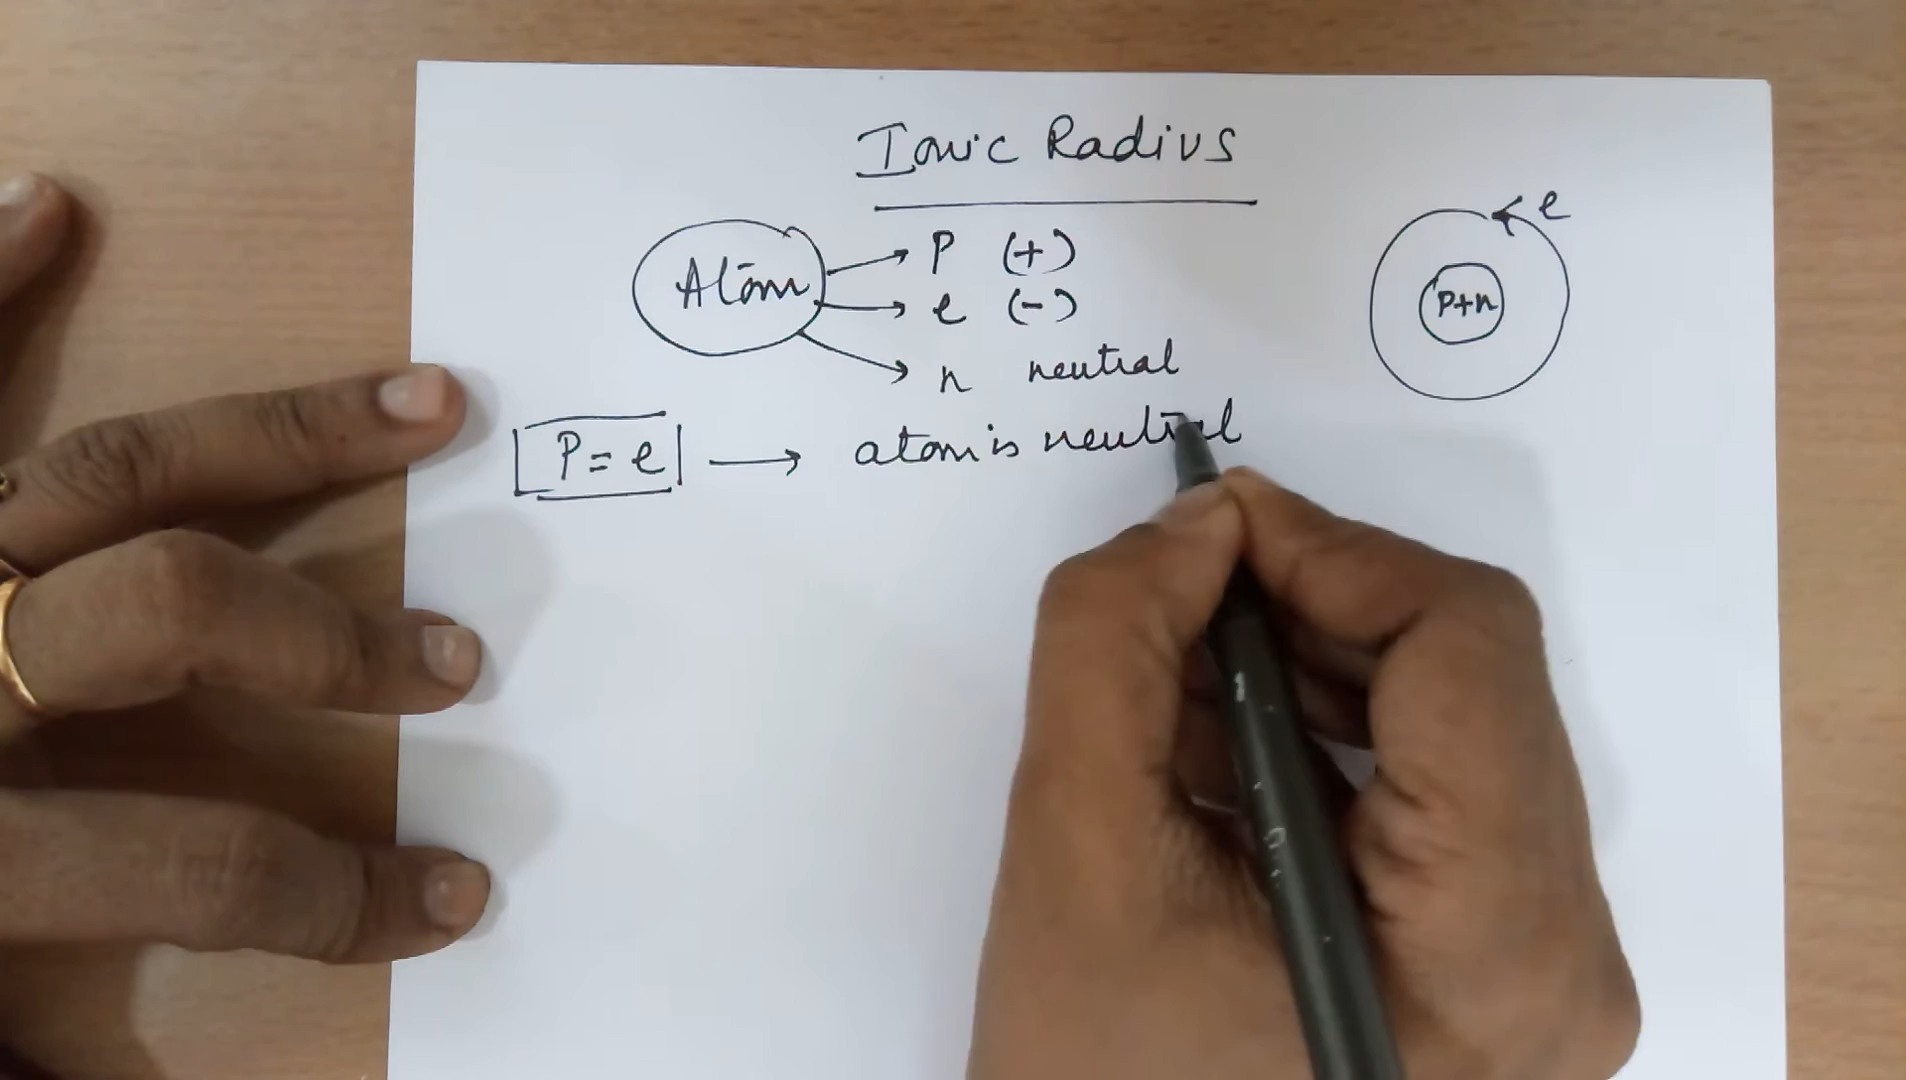 Ionic Radius
Atom
P (+)
e (-)
n neutral
e
P+n
P = e → atom is neutral